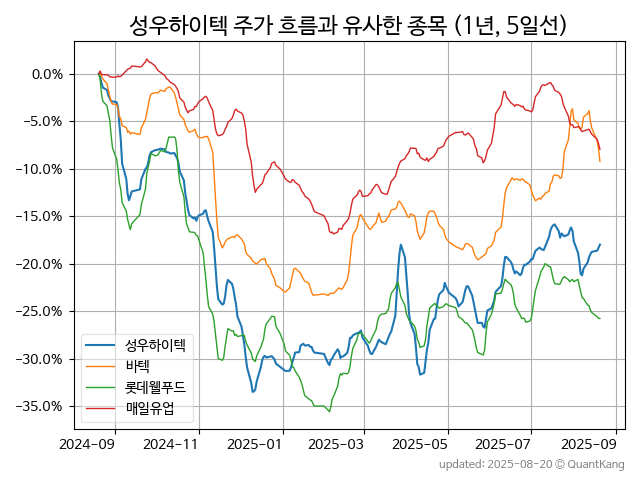 성우하이텍 주가 흐름과 유사한 종목 (1년, 5일선)
0.0%
−5.0%
−10.0%
−15.0%
−20.0%
−25.0%
−30.0%
−35.0%
성우하이텍
바텍
롯데웰푸드
매일유업
2024-09 2024-11 2025-01 2025-03 2025-05 2025-07 2025-09
updated: 2025-08-20 © QuantKang